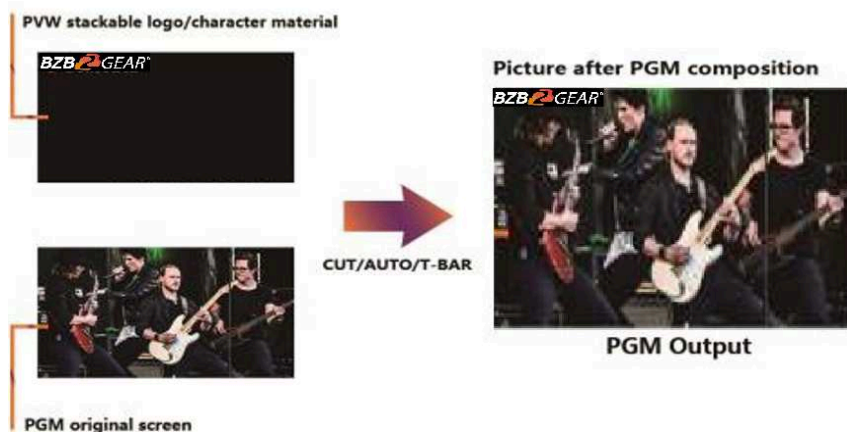 PVW stackable logo/character material
BZB GEAR
Picture after PGM composition
BZB GEAR
CUT/AUTO/T-BAR
PGM Output
PGM original screen